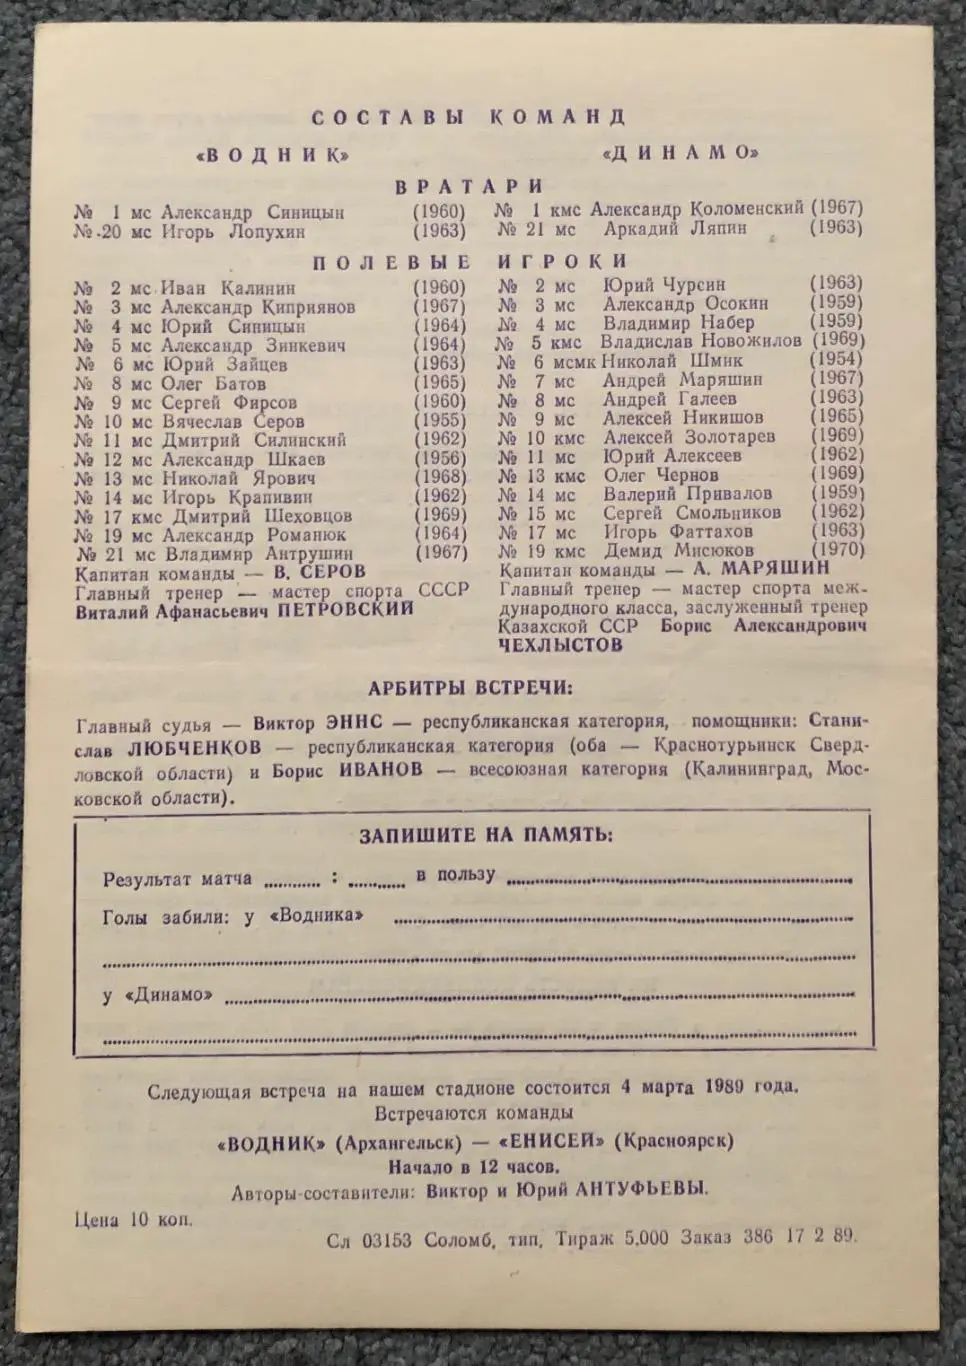 СОСТАВЫ КОМАНД
«ВОДНИК» «ДИНАМО»
ВРАТАРИ
№ 1 мс Александр Синицын (1960) № 1 кмс Александр Коломенский (1967)
№ 20 мс Игорь Лопухин (1963) № 21 мс Аркадий Ляпин (1963)
ПОЛЕВЫЕ ИГРОКИ
№ 2 мс Иван Калинин (1960)
№ 3 мс Александр Киприянов (1967)
№ 4 мс Юрий Синицын (1964)
№ 5 мс Александр Зинкевич (1964)
№ 6 мс Юрий Зайцев (1963)
№ 8 мс Олег Батов (1965)
№ 9 мс Сергей Фирсов (1960)
№ 10 мс Вячеслав Серов (1955)
№ 11 мс Дмитрий Силинский (1962)
№ 12 мс Александр Шкаев (1956)
№ 13 мс Николай Ярович (1968)
№ 14 мс Игорь Крапивин (1962)
№ 17 кмс Дмитрий Шеховцов (1969)
№ 19 мс Александр Романюк (1964)
№ 21 мс Владимир Антрушин (1967)
Капитан команды — В. СЕРОВ
Главный тренер — мастер спорта СССР
Виталий Афанасьевич ПЕТРОВСКИЙ
№ 2 мс Юрий Чурсин (1963)
№ 3 мс Александр Осокин (1959)
№ 4 мс Владимир Набер (1959)
№ 5 кмс Владислав Новожилов (1969)
№ 6 мсмк Николай Шмик (1954)
№ 7 мс Андрей Маряшин (1967)
№ 8 мс Андрей Галеев (1963)
№ 9 мс Алексей Никишов (1965)
№ 10 кмс Алексей Золотарев (1969)
№ 11 мс Юрий Алексеев (1962)
№ 13 кмс Олег Чернов (1969)
№ 14 мс Валерий Привалов (1959)
№ 15 мс Сергей Смольников (1962)
№ 17 мс Игорь Фаттахов (1963)
№ 19 кмс Демид Мисюков (1970)
Капитан команды — А. МАРЯШИН
Главный тренер — мастер спорта меж-
дународного класса, заслуженный тренер
Казахской ССР Борис Александрович
ЧЕХЛЫСТОВ
АРБИТРЫ ВСТРЕЧИ:
Главный судья — Виктор ЭННС — республиканская категория, помощники: Стани-
слав ЛЮБЧЕНКОВ — республиканская категория (оба — Краснотурьинск Сверд-
ловской области) и Борис ИВАНОВ — всесоюзная категория (Калининград, Мос-
ковской области).
ЗАПИШИТЕ НА ПАМЯТЬ:
Результат матча .......... : .......... в пользу ..........
Голы забили: у «Водника» ..........
..........
у «Динамо» ..........
..........
Следующая встреча на нашем стадионе состоится 4 марта 1989 года.
Встречаются команды
«ВОДНИК» (Архангельск) — «ЕНИСЕЙ» (Красноярск)
Начало в 12 часов.
Авторы-составители: Виктор и Юрий АНТУФЬЕВЫ.
Цена 10 коп.
Сл 03153 Соломб. тип. Тираж 5.000 Заказ 386 17 2 89.